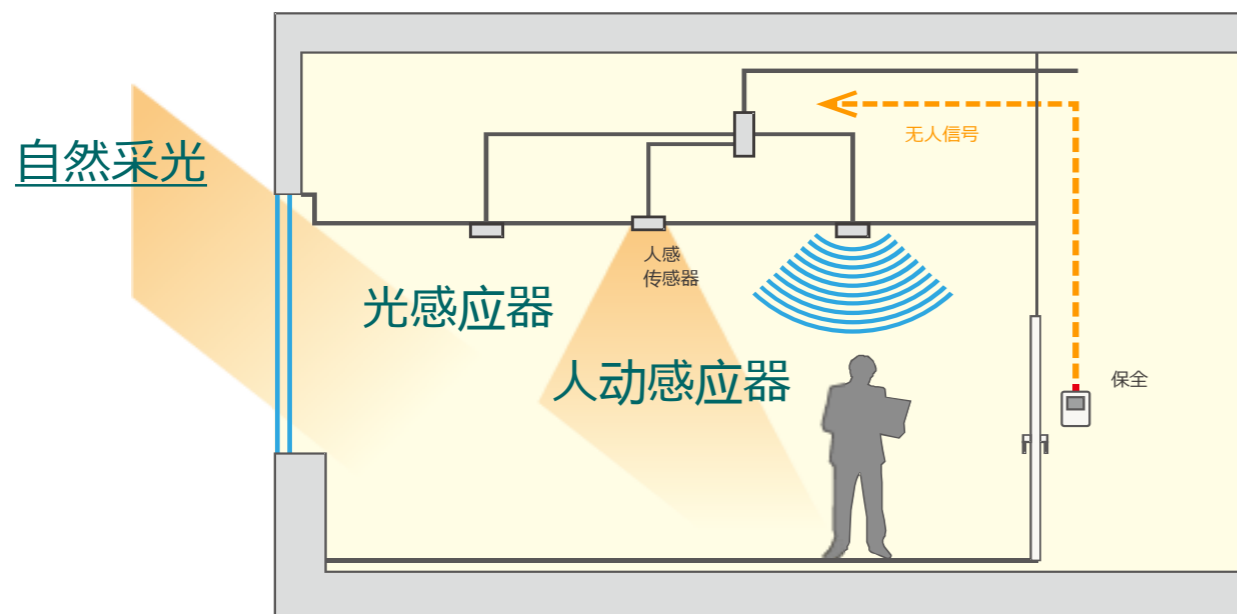 自然采光
无人信号
人感
传感器
光感应器
人动感应器
保全